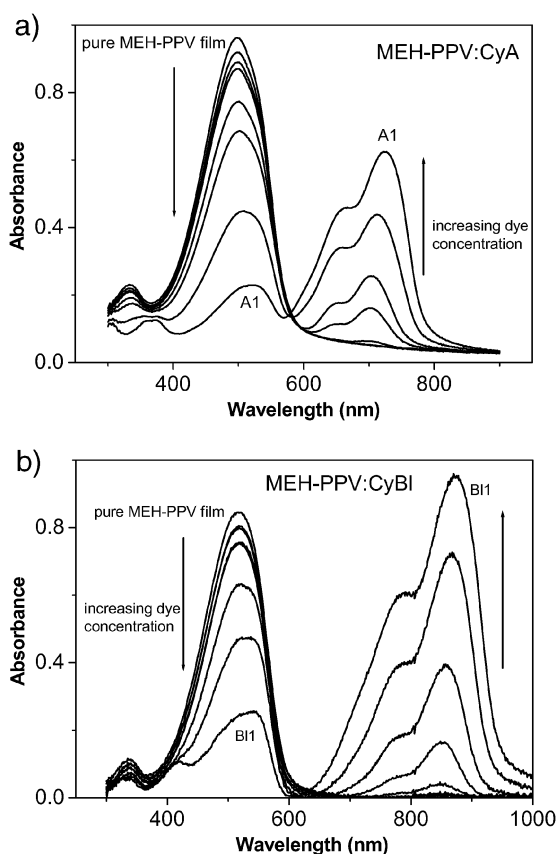 a)
pure MEH-PPV film
MEH-PPV:CyA
0.8
A1
Absorbance
0.4
increasing dye
concentration
A1
0.0
400 600 800
Wavelength (nm)
b)
MEH-PPV:CyBI
pure MEH-PPV film
0.8
BI1
increasing dye
concentration
Absorbance
0.4
BI1
0.0
400 600 800 1000
Wavelength (nm)